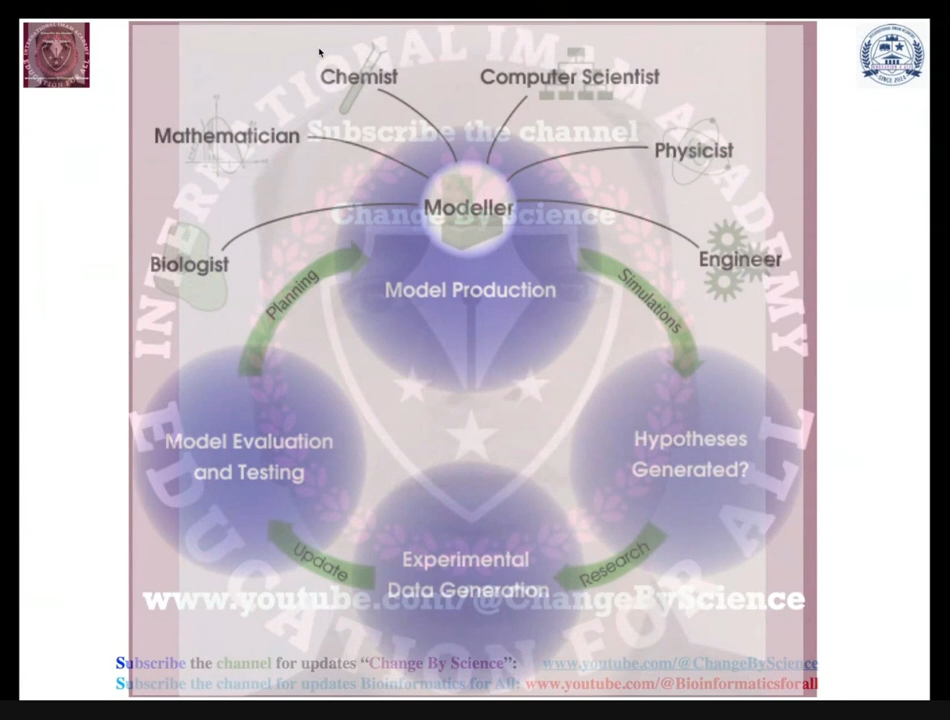 INTERNATIONAL IMAM ACADEMY
Chemist
Computer Scientist
Mathematician
Subscribe the channel
Physicist
Modeller
Change By Science
Biologist
Engineer
Planning
Model Production
Simulations
Model Evaluation
and Testing
Hypotheses
Generated?
Update
Experimental
Data Generation
Research
www.youtube.com/@ChangeByScience
EDUCATION FOR ALL
Subscribe the channel for updates “Change By Science”: www.youtube.com/@ChangeByScience
Subscribe the channel for updates Bioinformatics for All: www.youtube.com/@Bioinformaticsforall